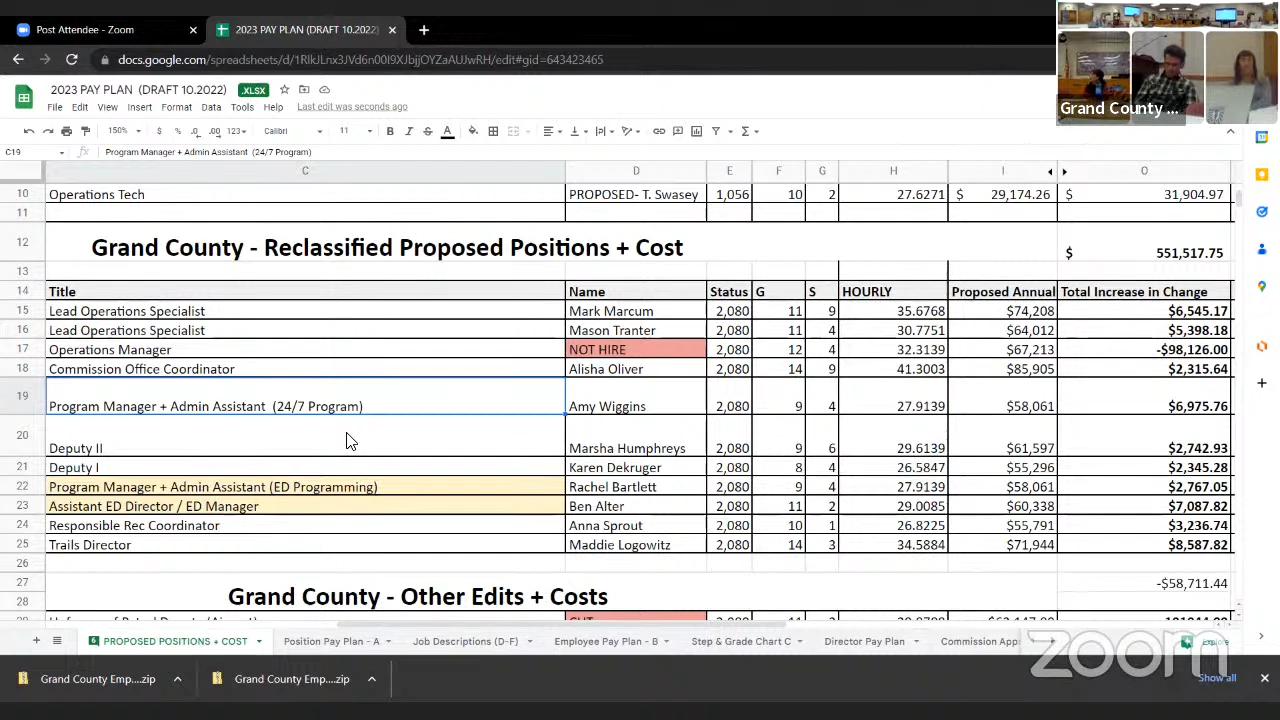 Post Attendee - Zoom
2023 PAY PLAN (DRAFT 10.2022)
docs.google.com/spreadsheets/d/1RlkJLnx3JVd6n00I9XJbjjOYZaAUJwRH/edit#gid=643423465
Grand County ...
2023 PAY PLAN (DRAFT 10.2022) .XLSX
File Edit View Insert Format Data Tools Help Last edit was seconds ago
150% $ % .0 .00 123 Calibri 11 B I S A
C19 fx Program Manager + Admin Assistant (24/7 Program)
C D E F G H I O
10 Operations Tech PROPOSED- T. Swasey 1,056 10 2 27.6271 $ 29,174.26 $ 31,904.97
11
12 Grand County - Reclassified Proposed Positions + Cost $ 551,517.75
13
14 Title Name Status G S HOURLY Proposed Annual Total Increase in Change
15 Lead Operations Specialist Mark Marcum 2,080 11 9 35.6768 $74,208 $6,545.17
16 Lead Operations Specialist Mason Tranter 2,080 11 4 30.7751 $64,012 $5,398.18
17 Operations Manager NOT HIRE 2,080 12 4 32.3139 $67,213 -$98,126.00
18 Commission Office Coordinator Alisha Oliver 2,080 14 9 41.3003 $85,905 $2,315.64
19 Program Manager + Admin Assistant (24/7 Program) Amy Wiggins 2,080 9 4 27.9139 $58,061 $6,975.76
20 Deputy II Marsha Humphreys 2,080 9 6 29.6139 $61,597 $2,742.93
21 Deputy I Karen Dekruger 2,080 8 4 26.5847 $55,296 $2,345.28
22 Program Manager + Admin Assistant (ED Programming) Rachel Bartlett 2,080 9 4 27.9139 $58,061 $2,767.05
23 Assistant ED Director / ED Manager Ben Alter 2,080 11 2 29.0085 $60,338 $7,087.82
24 Responsible Rec Coordinator Anna Sprout 2,080 10 1 26.8225 $55,791 $3,236.74
25 Trails Director Maddie Logowitz 2,080 14 3 34.5884 $71,944 $8,587.82
26
27 -$58,711.44
28 Grand County - Other Edits + Costs
6 PROPOSED POSITIONS + COST Position Pay Plan - A Job Descriptions (D-F) Employee Pay Plan - B Step & Grade Chart C Director Pay Plan Commission App Explore
zoom
Grand County Emp....zip Grand County Emp....zip Show all